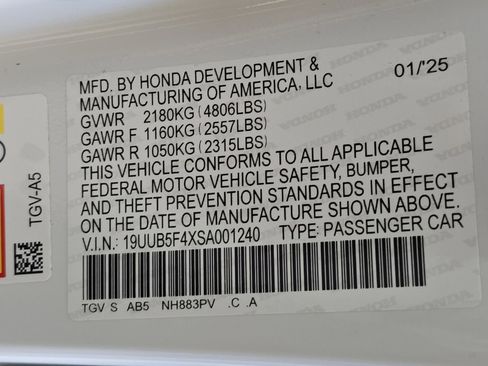 MFD. BY HONDA DEVELOPMENT &
MANUFACTURING OF AMERICA, LLC 01/'25
GVWR 2180KG (4806LBS)
GAWR F 1160KG (2557LBS)
GAWR R 1050KG (2315LBS)
THIS VEHICLE CONFORMS TO ALL APPLICABLE
FEDERAL MOTOR VEHICLE SAFETY, BUMPER,
AND THEFT PREVENTION STANDARDS IN EFFECT
ON THE DATE OF MANUFACTURE SHOWN ABOVE.
V.I.N.: 19UUB5F4XSA001240 TYPE: PASSENGER CAR
TGV S AB5 NH883PV .C .A
TGV-A5